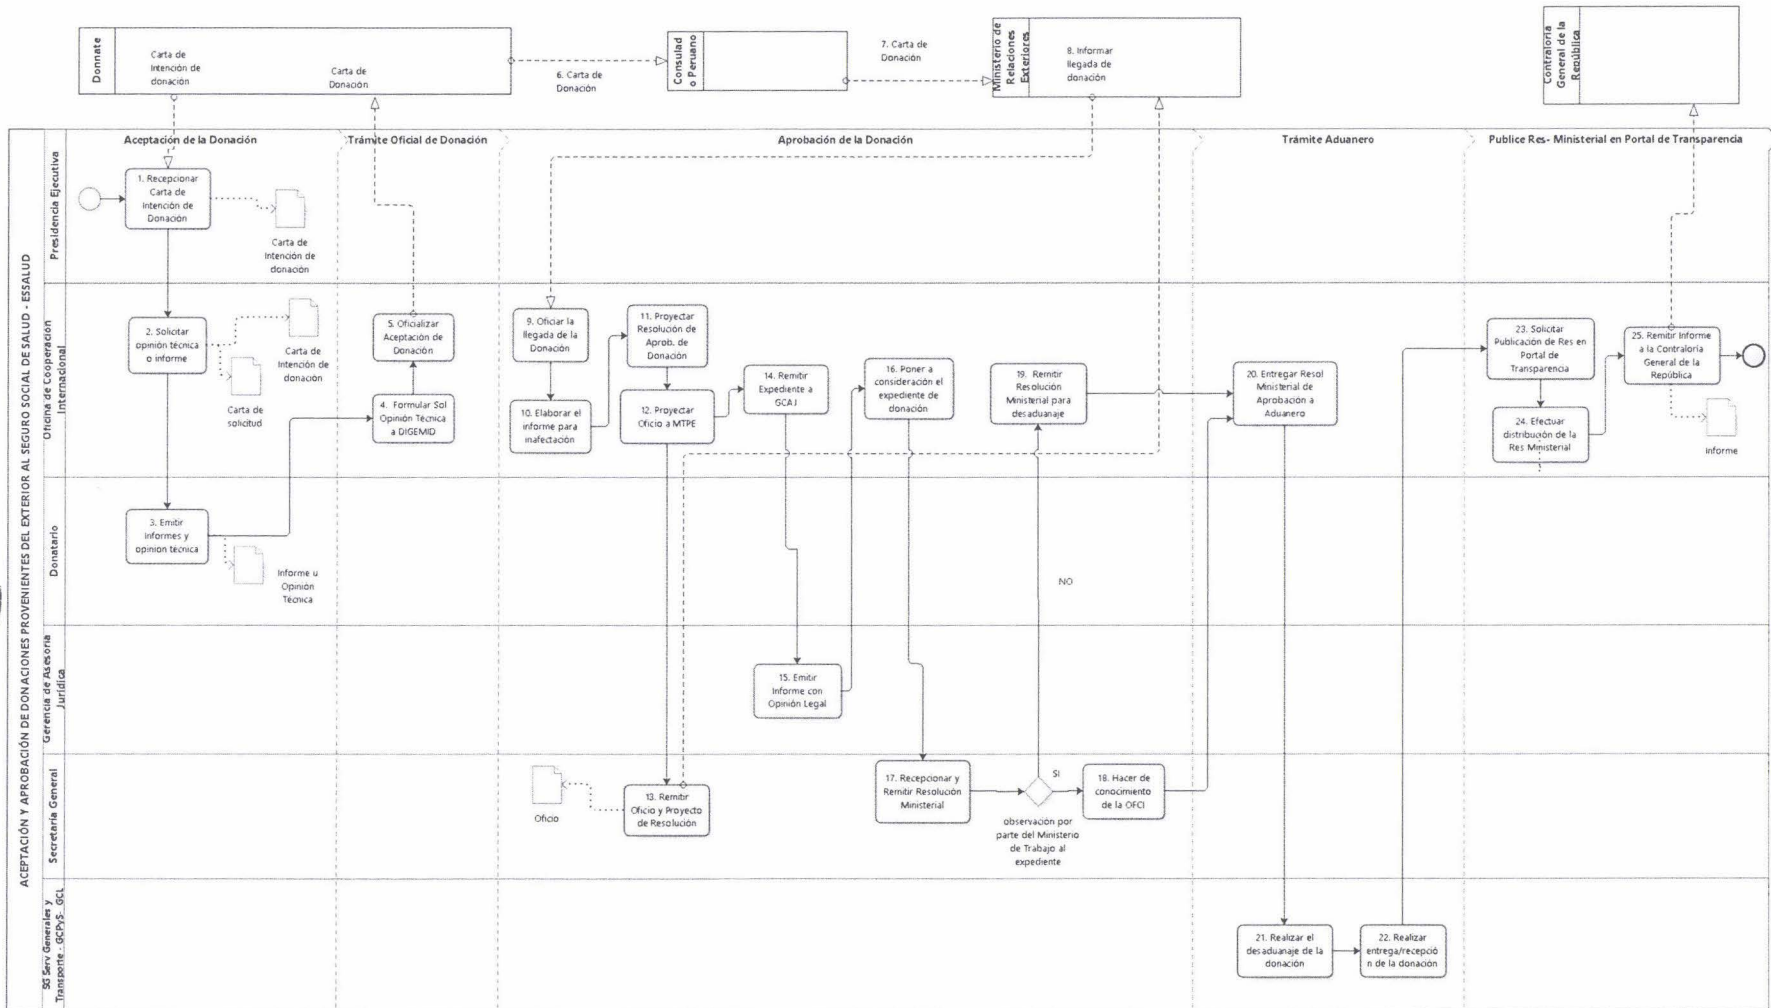 Donnate
Carta de
Intención de
donación
Carta de
Donación
6. Carta de
Donación
Consulad
o Peruano
7. Carta de
Donación
Ministerio de
Relaciones
Exteriores
8. Informar
llegada de
donación
Contraloría
General de la
República
ACEPTACIÓN Y APROBACIÓN DE DONACIONES PROVENIENTES DEL EXTERIOR AL SEGURO SOCIAL DE SALUD - ESSALUD
Aceptación de la Donación
Trámite Oficial de Donación
Aprobación de la Donación
Trámite Aduanero
Publice Res- Ministerial en Portal de Transparencia
Presidencia Ejecutiva
1. Recepcionar
Carta de
Intención de
Donación
Carta de
Intención de
donación
Oficina de Cooperación
Internacional
2. Solicitar
opinión técnica
o informe
Carta de
Intención de
donación
Carta de
solicitud
5. Oficializar
Aceptación de
Donación
4. Formular Sol
Opinión Técnica
a DIGEMID
9. Oficiar la
llegada de la
Donación
10. Elaborar el
informe para
inafectación
11. Proyectar
Resolución de
Aprob. de
Donación
12. Proyectar
Oficio a MTPE
14. Remitir
Expediente a
GCAJ
16. Poner a
consideración el
expediente de
donación
19. Remitir
Resolución
Ministerial para
desaduanaje
20. Entregar Resol
Ministerial de
Aprobación a
Aduanero
23. Solicitar
Publicación de Res en
Portal de
Transparencia
24. Efectuar
distribución de la
Res Ministerial
25. Remitir Informe
a la Contraloría
General de la
República
Informe
Donatario
3. Emitir
Informes y
opinión técnica
Informe u
Opinión
Técnica
NO
Gerencia de Asesoría
Jurídica
15. Emitir
Informe con
Opinión Legal
Secretaría General
Oficio
13. Remitir
Oficio y Proyecto
de Resolución
17. Recepcionar y
Remitir Resolución
Ministerial
SI
observación por
parte del Ministerio
de Trabajo al
expediente
18. Hacer de
conocimiento
de la OFCI
SG Serv Generales y
Transporte - GCPyS- GCL
21. Realizar el
desaduanaje de la
donación
22. Realizar
entrega/recepció
n de la donación